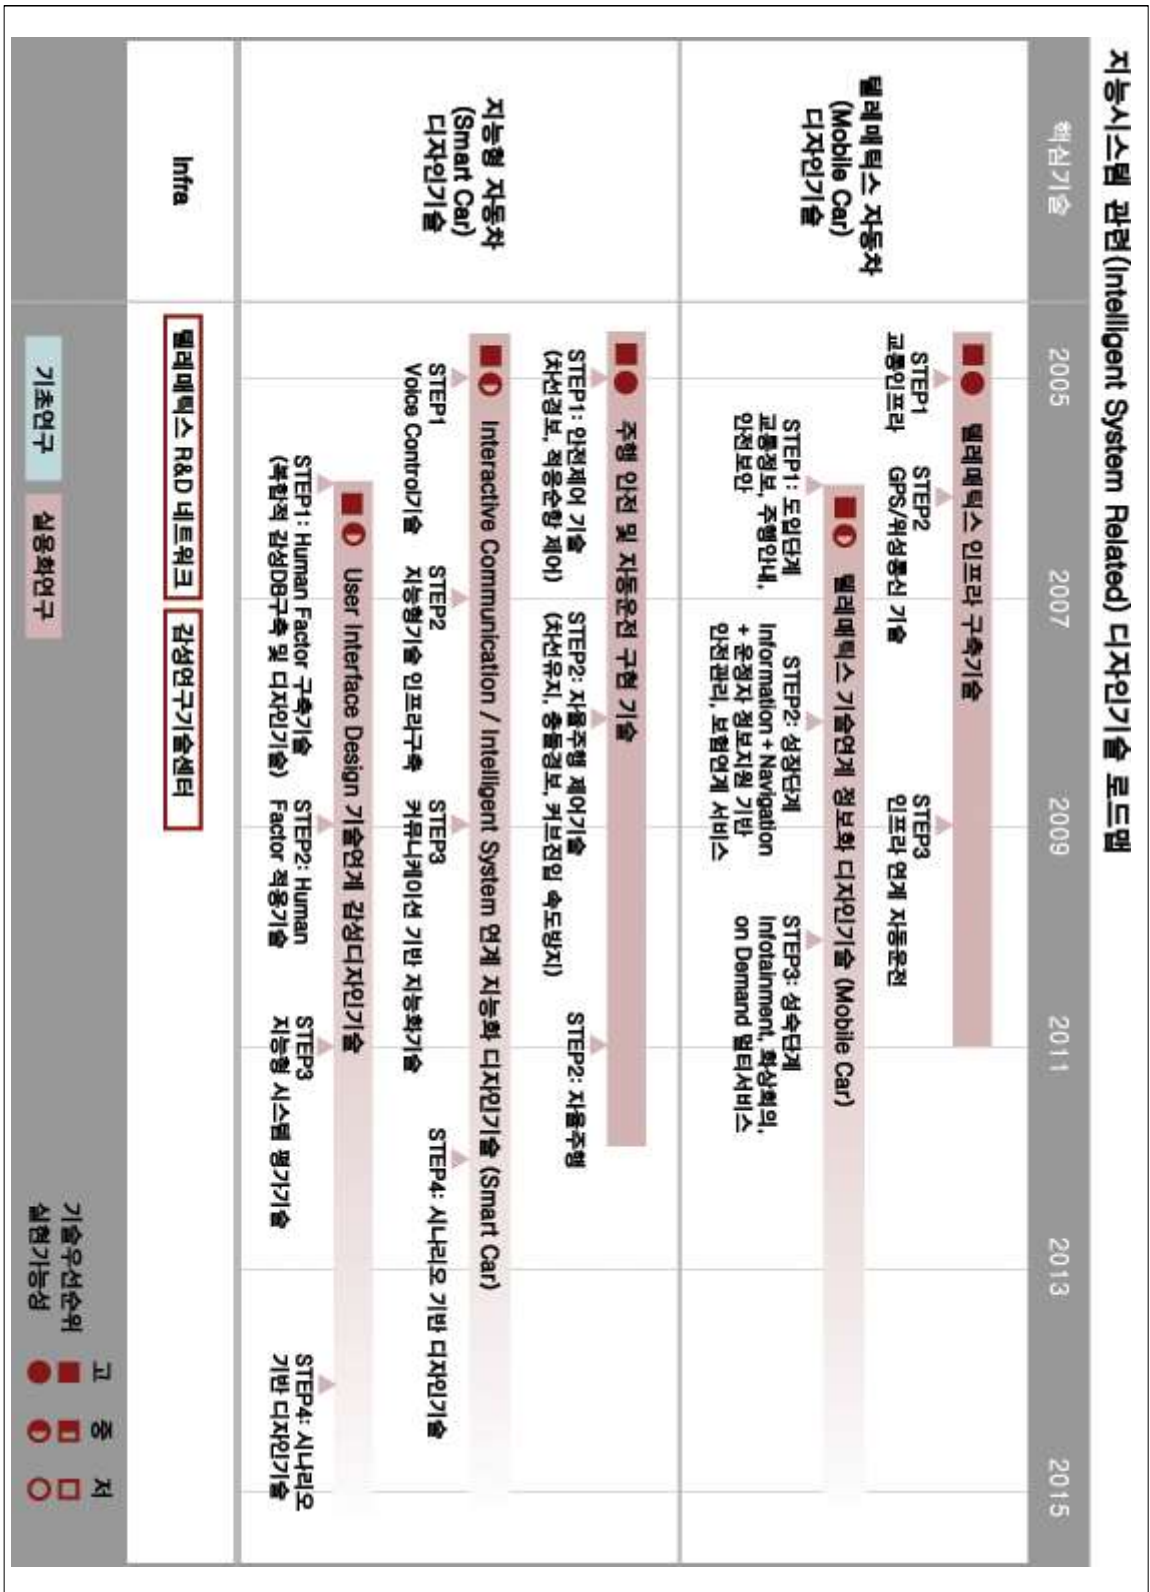 지능시스템 관련(Intelligent System Related) 디자인기술 로드맵
핵심기술
2005
2007
2009
2011
2013
2015
텔레매틱스 자동차
(Mobile Car)
디자인기술
텔레매틱스 인프라 구축기술
STEP1
교통인프라
STEP2
GPS/위성통신 기술
STEP3
인프라 연계 자동운전
텔레매틱스 기술연계 정보화 디자인기술 (Mobile Car)
STEP1: 도입단계
교통정보, 주행안내,
안전보안
STEP2: 성장단계
Information + Navigation
+ 운정자 정보지원 기반
안전관리, 보험연계 서비스
STEP3: 성숙단계
Infotainment, 화상회의,
on Demand 멀티서비스
지능형 자동차
(Smart Car)
디자인기술
주행 안전 및 자동운전 구현 기술
STEP1: 안전제어 기술
(차선경보, 적응순항 제어)
STEP2: 자율주행 제어기술
(차선유지, 충돌경보, 커브진입 속도방지)
STEP2: 자율주행
Interactive Communication / Intelligent System 연계 지능화 디자인기술 (Smart Car)
STEP1
Voice Control기술
STEP2
지능형기술 인프라구축
STEP3
커뮤니케이션 기반 지능화기술
STEP4: 시나리오 기반 디자인기술
User Interface Design 기술연계 감성디자인기술
STEP1: Human Factor 구축기술
(복합적 감성DB구축 및 디자인기술)
STEP2: Human
Factor 적용기술
STEP3
지능형 시스템 평가기술
STEP4: 시나리오
기반 디자인기술
Infra
텔레매틱스 R&D 네트워크
감성연구기술센터
기초연구
실용화연구
고 중 저
기술우선순위
실현가능성